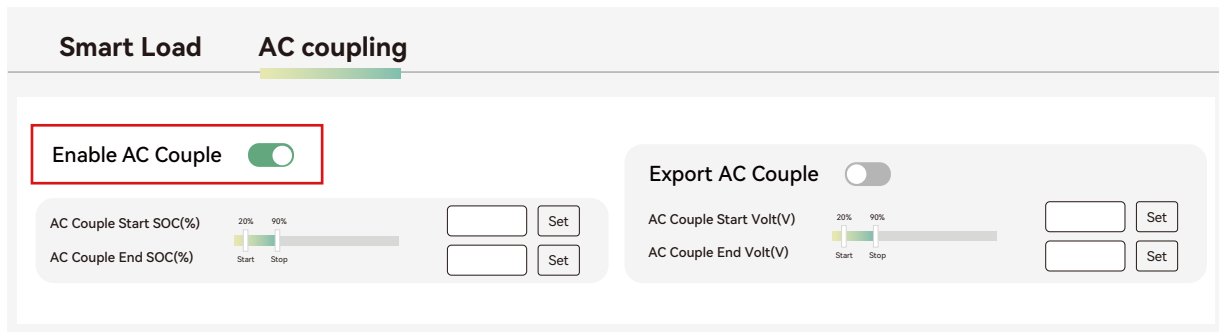 Smart Load AC coupling
Enable AC Couple
AC Couple Start SOC(%) 20% 90% Set
Start Stop
AC Couple End SOC(%) Set
Export AC Couple
AC Couple Start Volt(V) 20% 90% Set
Start Stop
AC Couple End Volt(V) Set